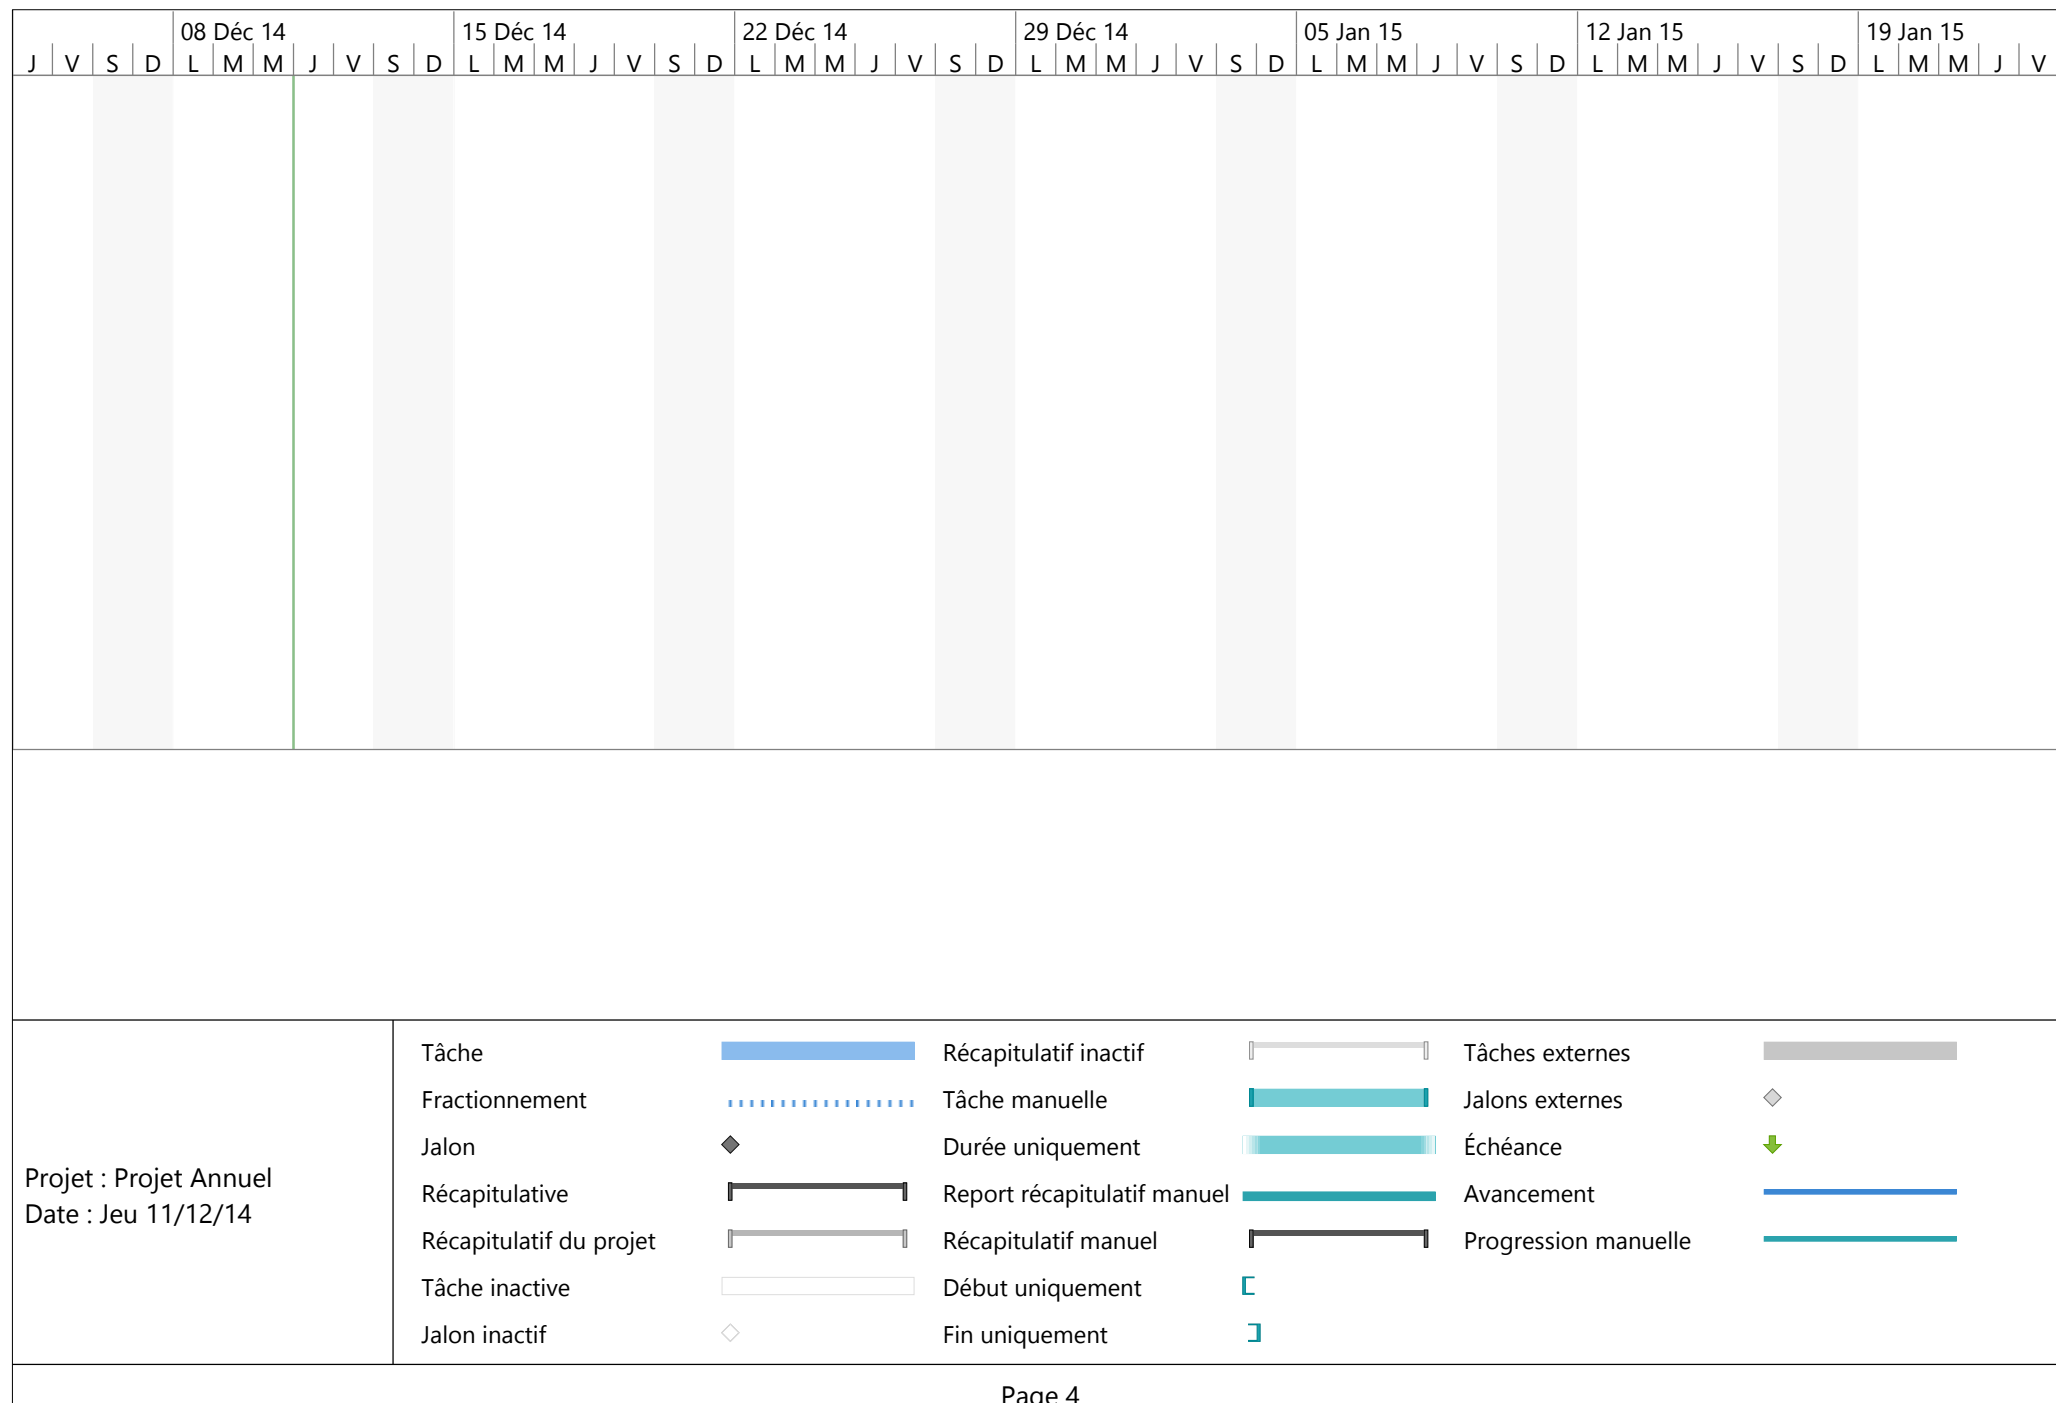 08 Déc 14 15 Déc 14 22 Déc 14 29 Déc 14 05 Jan 15 12 Jan 15 19 Jan 15
J V S D L M M J V S D L M M J V S D L M M J V S D L M M J V S D L M M J V S D L M M J V S D L M M J V
Projet : Projet Annuel
Date : Jeu 11/12/14
Tâche
Fractionnement
Jalon
Récapitulative
Récapitulatif du projet
Tâche inactive
Jalon inactif
Récapitulatif inactif
Tâche manuelle
Durée uniquement
Report récapitulatif manuel
Récapitulatif manuel
Début uniquement
Fin uniquement
Tâches externes
Jalons externes
Échéance
Avancement
Progression manuelle
Page 4